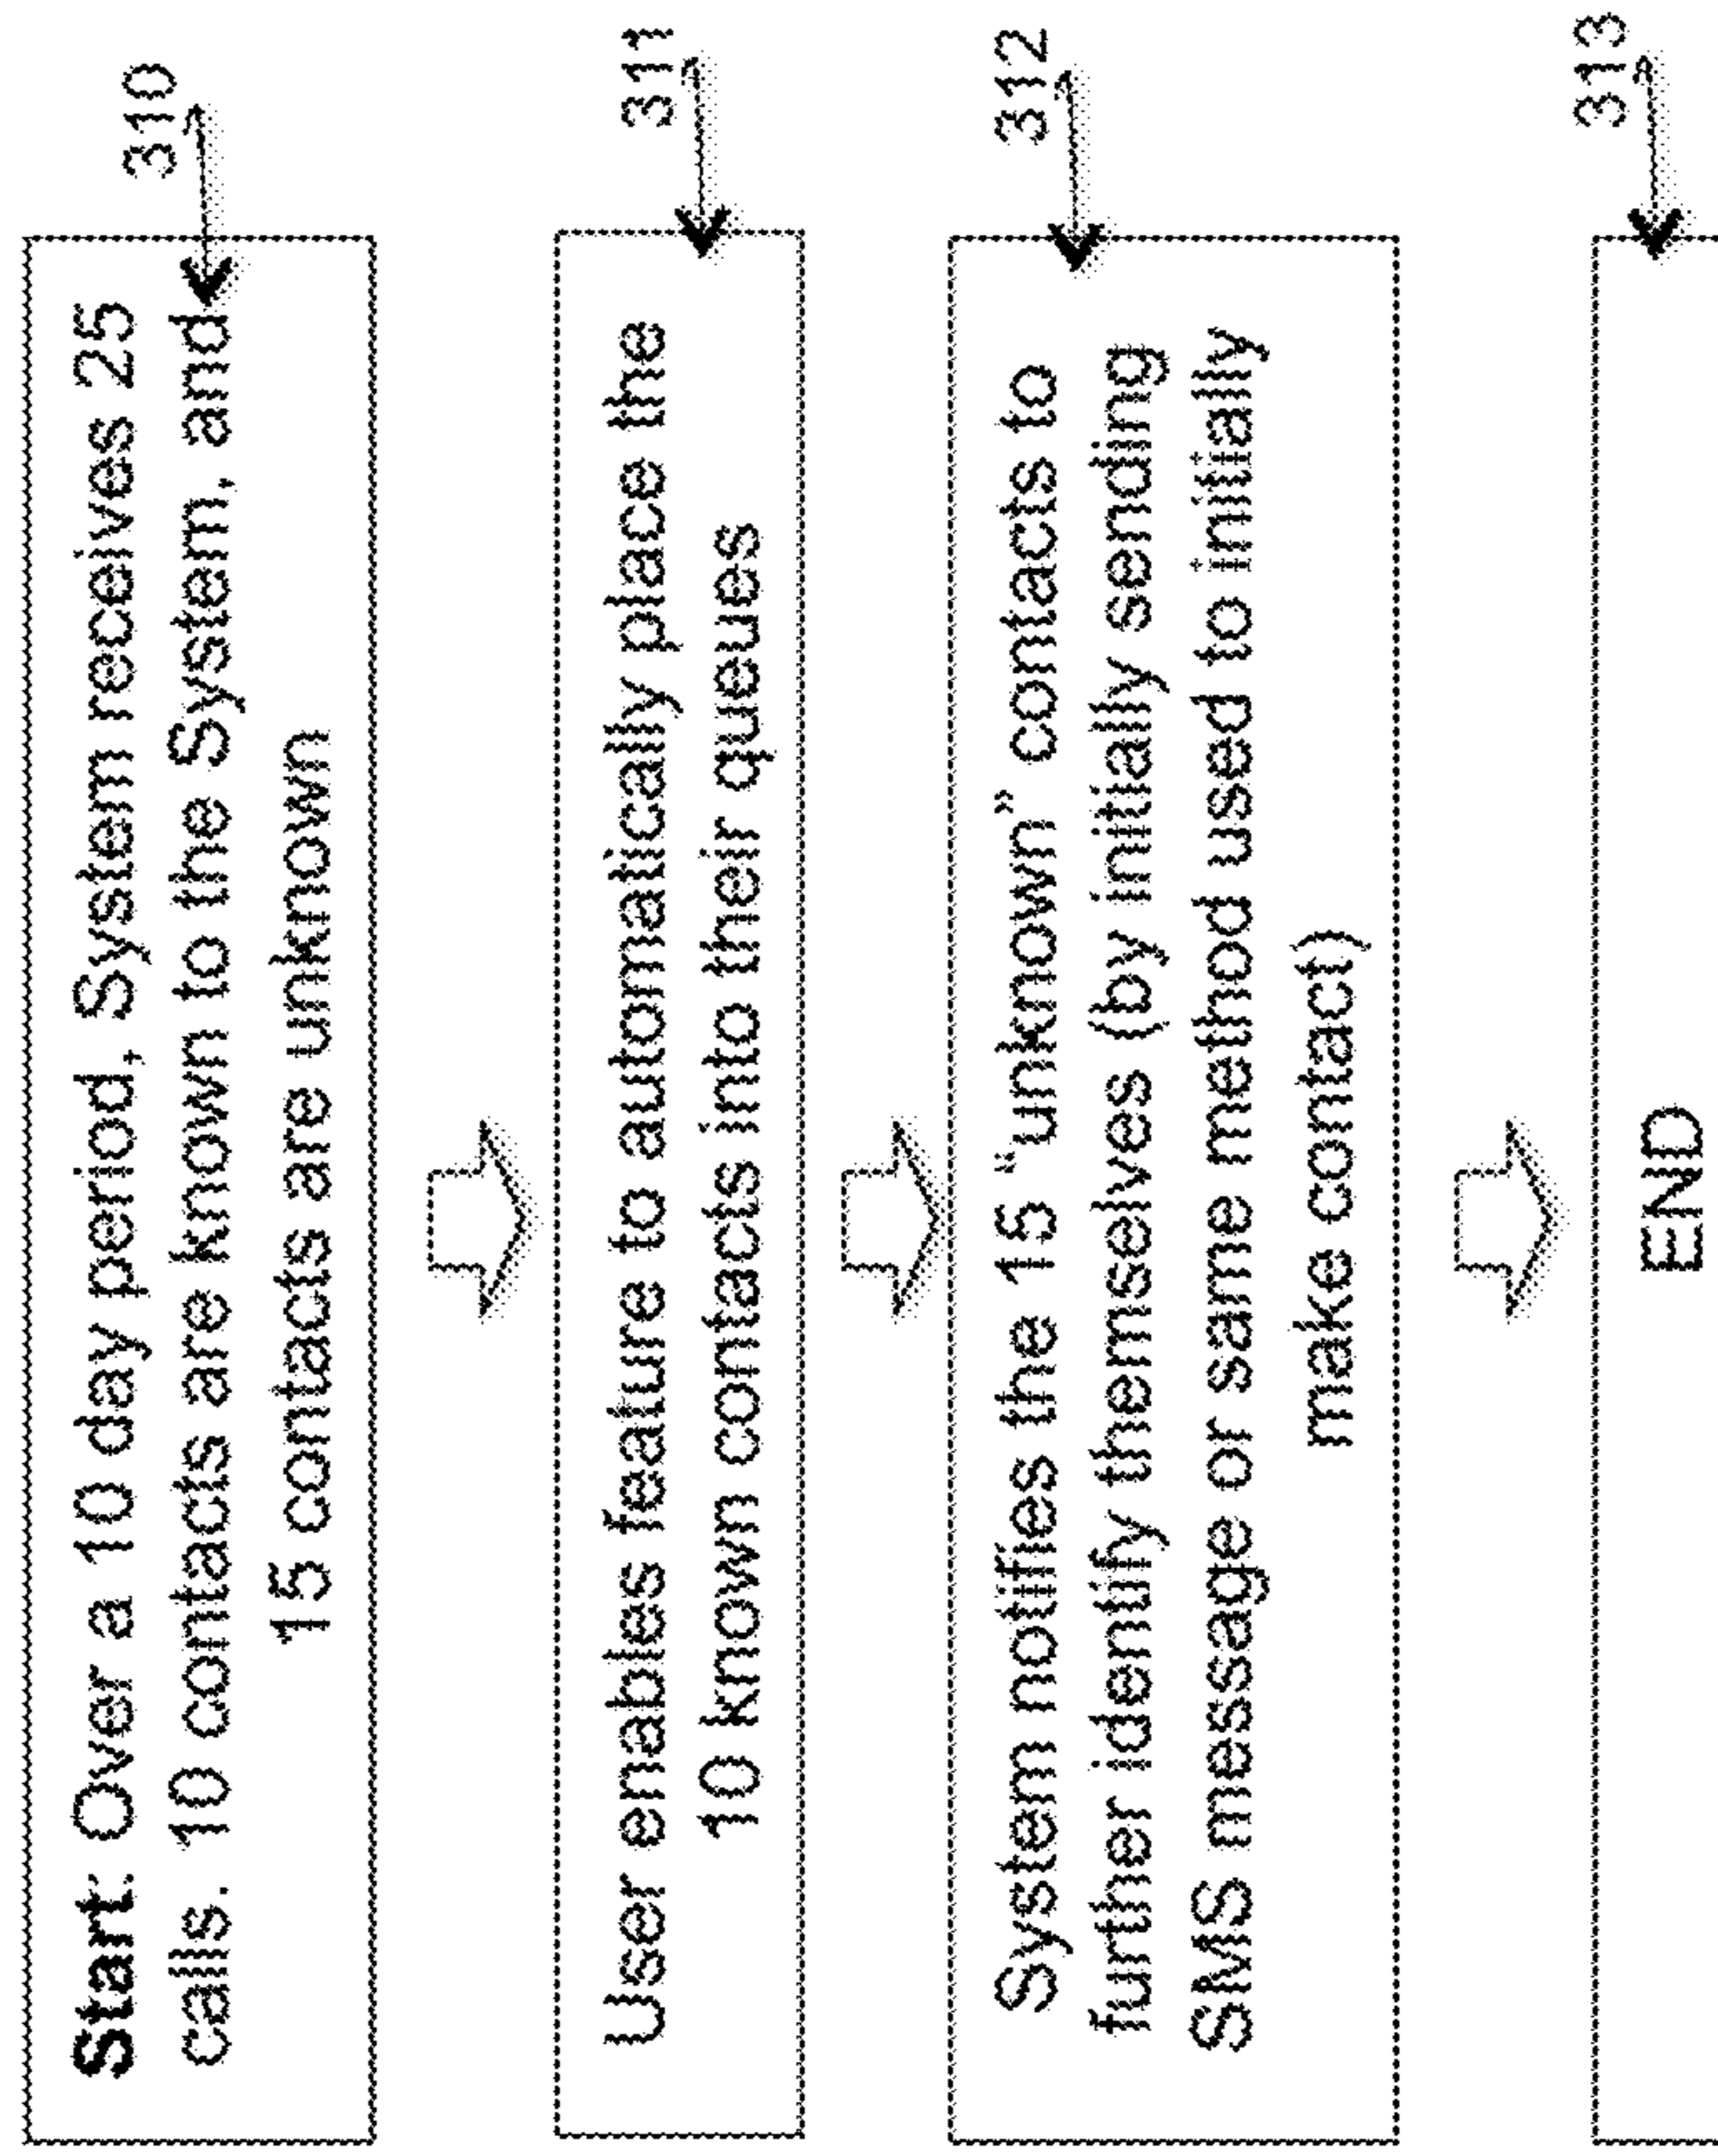 Start: Over a 10 day period, System receives 25
calls. 10 contacts are known to the System, and
15 contacts are unknown
310
User enables feature to automatically place the
10 known contacts into their queues
311
System notifies the 15 "unknown" contacts to
further identify themselves (by initially sending
SMS message or same method used to initially
make contact)
312
END
313